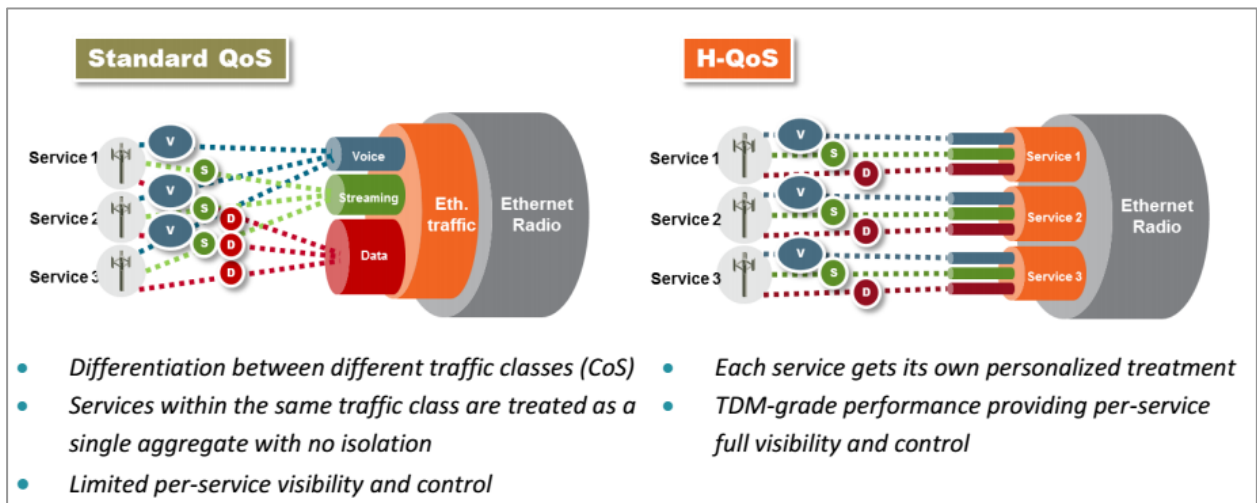 Standard QoS
Service 1
Service 2
Service 3
V
S
V
S
D
V
S
D
D
Voice
Streaming
Data
Eth.
traffic
Ethernet
Radio
• Differentiation between different traffic classes (CoS)
• Services within the same traffic class are treated as a
single aggregate with no isolation
• Limited per-service visibility and control
H-QoS
Service 1
Service 2
Service 3
V
S
D
V
S
D
V
S
D
Service 1
Service 2
Service 3
Ethernet
Radio
• Each service gets its own personalized treatment
• TDM-grade performance providing per-service
full visibility and control